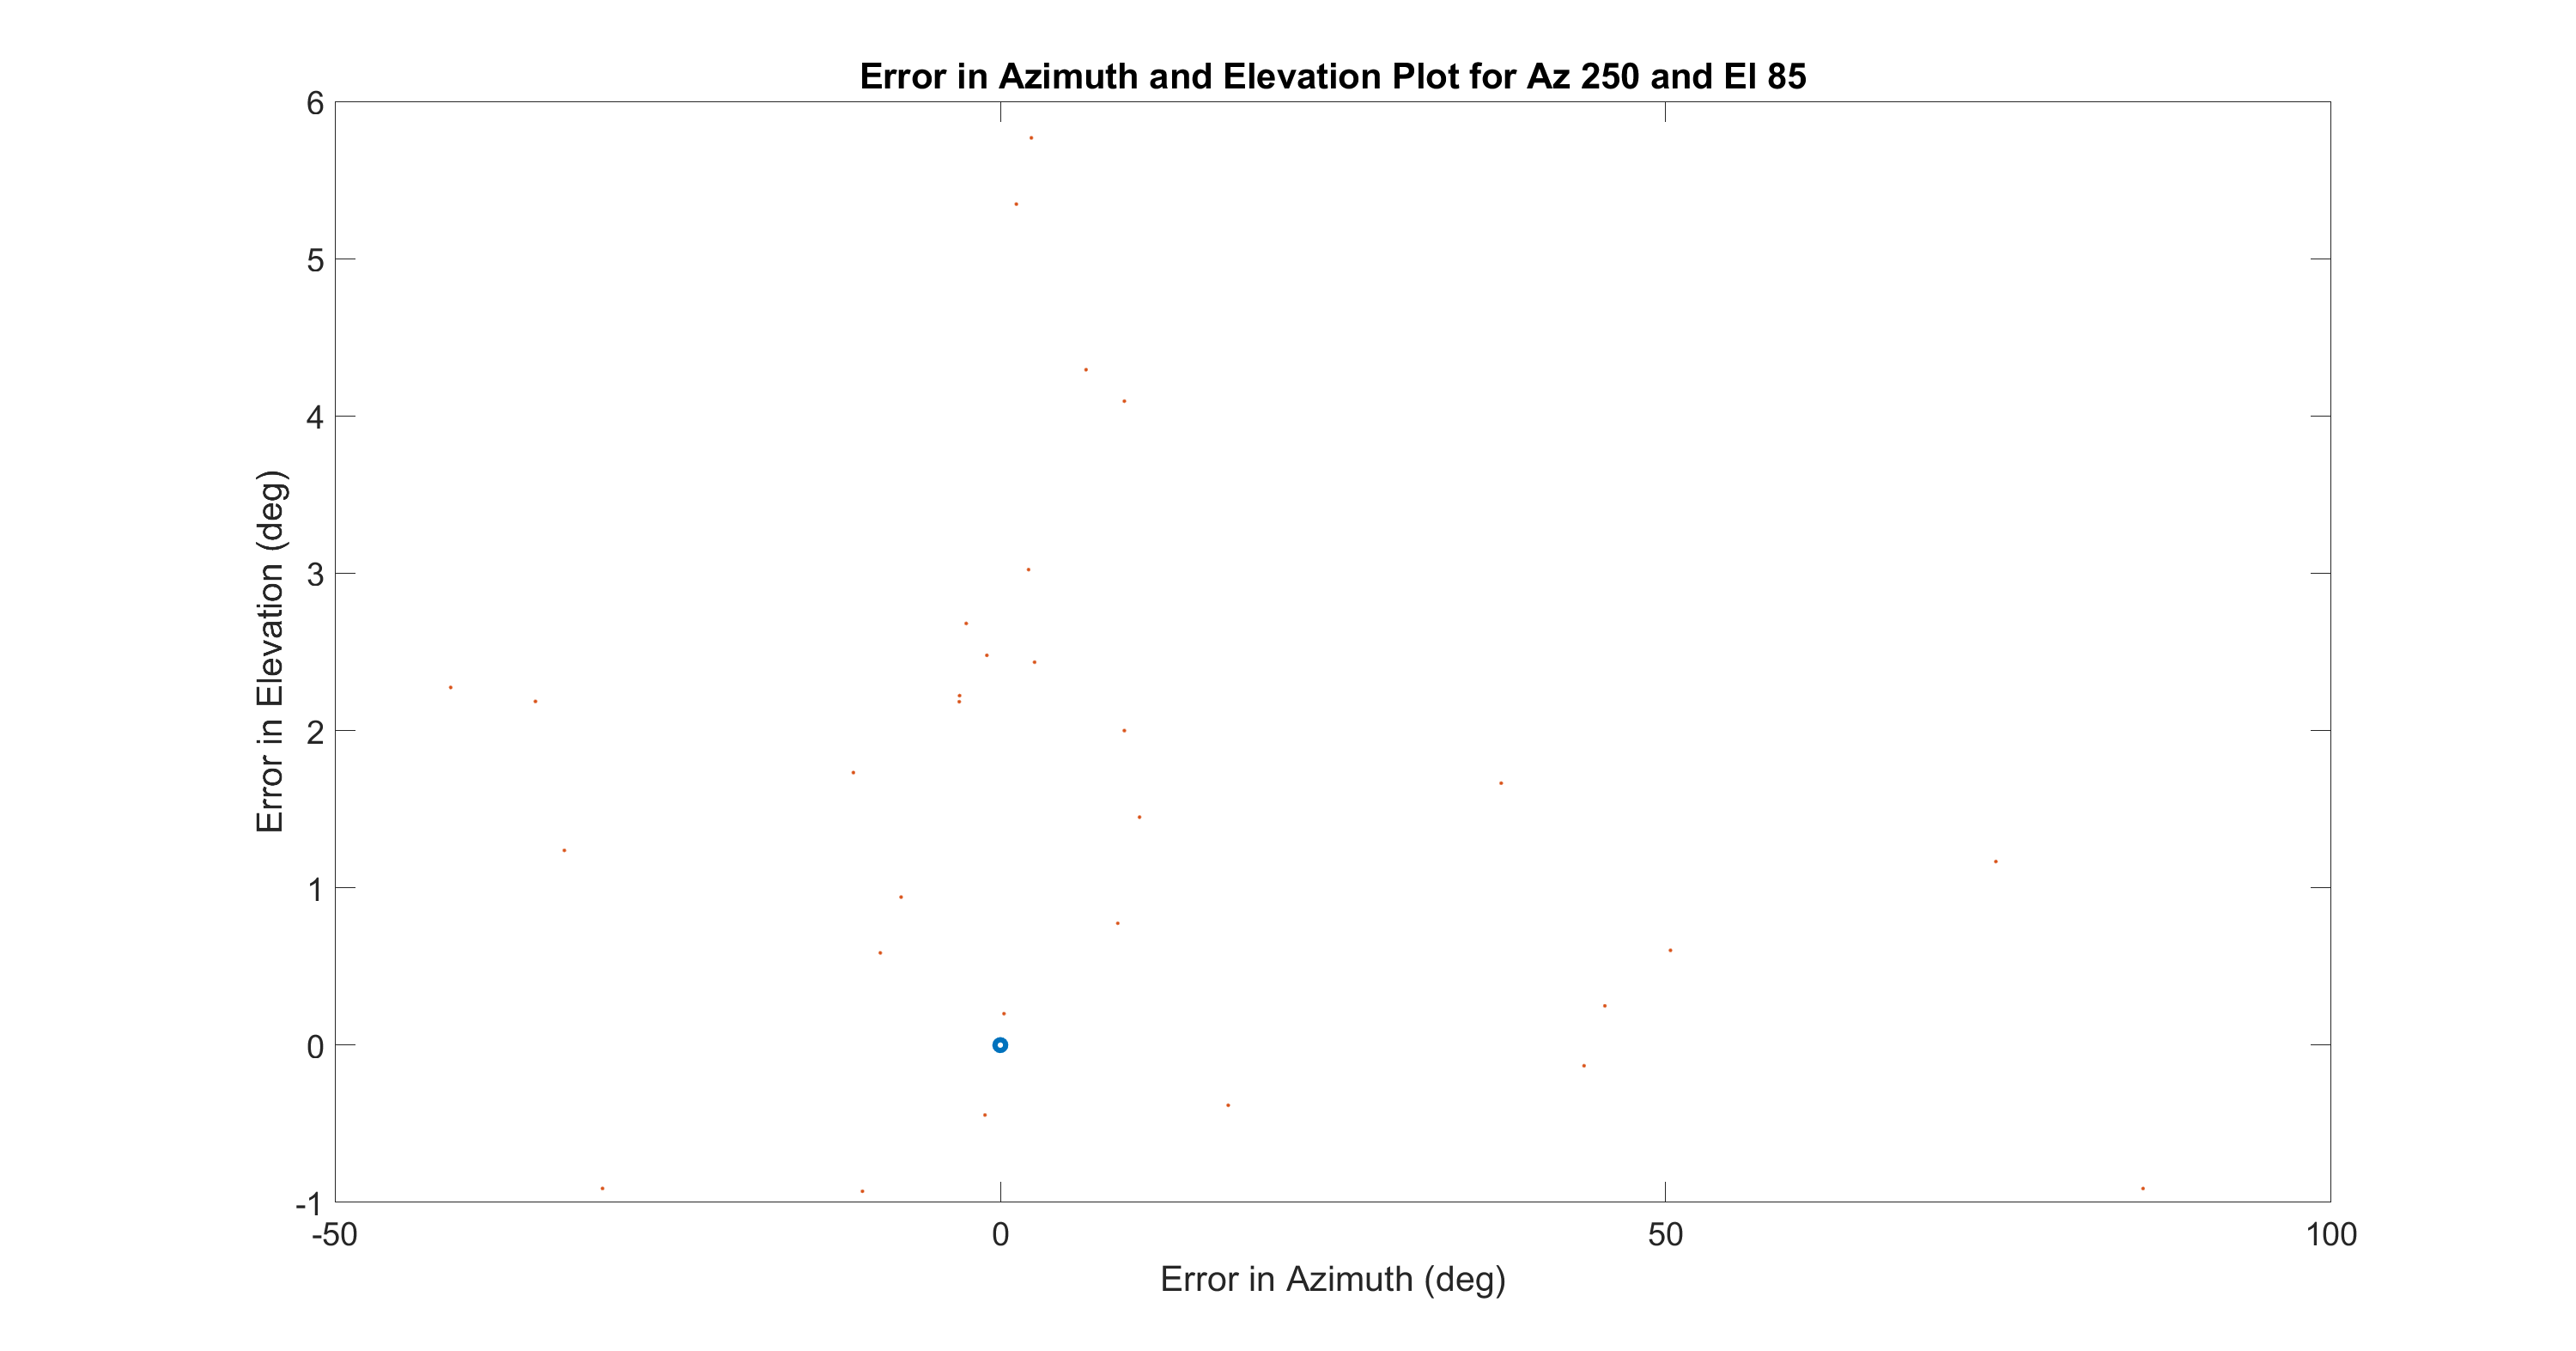 Error in Azimuth and Elevation Plot for Az 250 and El 85
6
5
4
3
2
1
0
-1
Error in Elevation (deg)
-50 0 50 100
Error in Azimuth (deg)